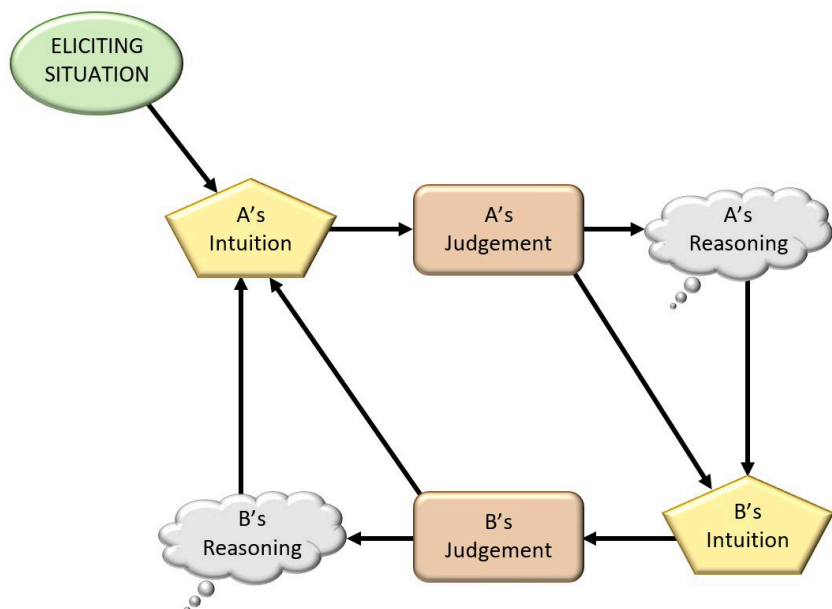 ELICITING
SITUATION
A’s
Intuition
A’s
Judgement
A’s
Reasoning
B’s
Reasoning
B’s
Judgement
B’s
Intuition